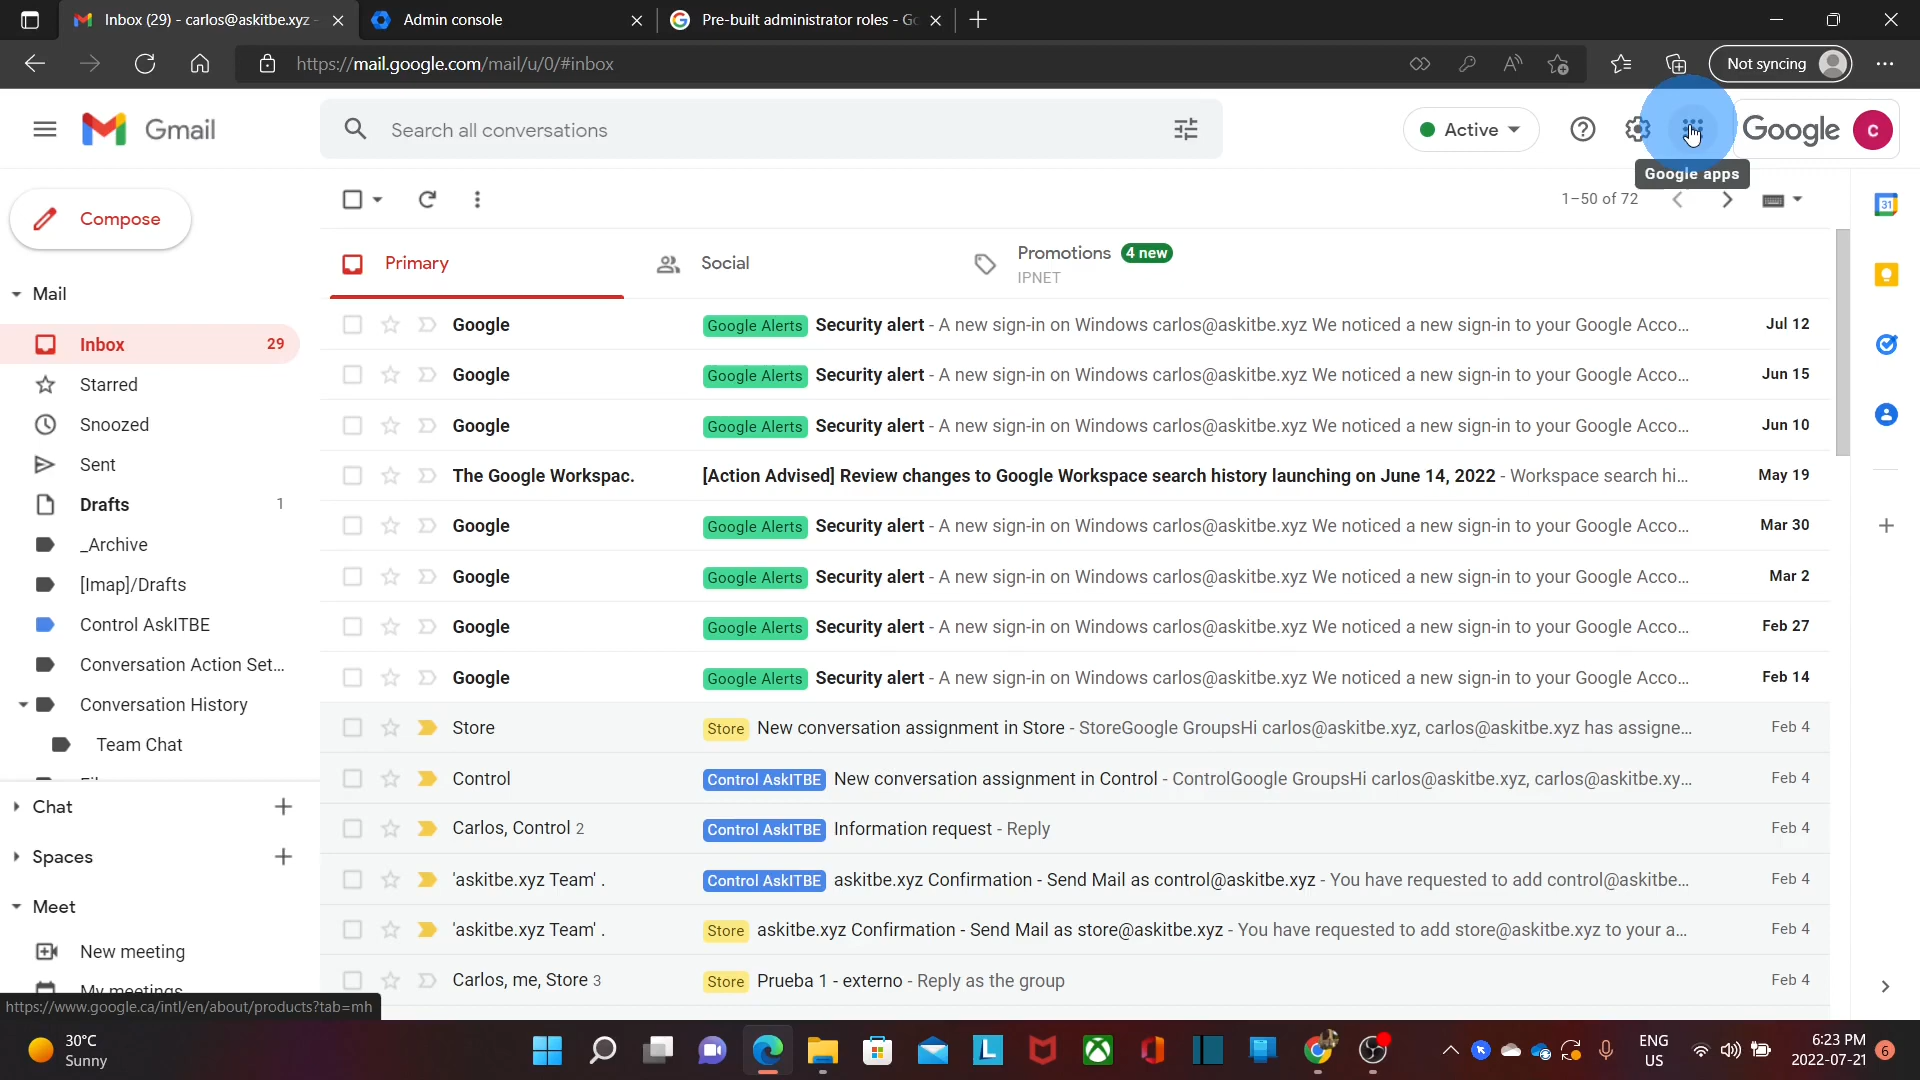 Inbox (29) - carlos@askitbe.xyz -
Admin console
Pre-built administrator roles - Go
https://mail.google.com/mail/u/0/#inbox
Not syncing
Gmail
Search all conversations
Active
Google
C
Google apps
Compose
1–50 of 72
Mail
Primary
Social
Promotions 4 new
IPNET
Inbox 29
Starred
Snoozed
Sent
Drafts 1
_Archive
[Imap]/Drafts
Control AskITBE
Conversation Action Set...
Conversation History
Team Chat
Chat
Spaces
Meet
New meeting
My meetings
Google Google Alerts Security alert - A new sign-in on Windows carlos@askitbe.xyz We noticed a new sign-in to your Google Acco... Jul 12
Google Google Alerts Security alert - A new sign-in on Windows carlos@askitbe.xyz We noticed a new sign-in to your Google Acco... Jun 15
Google Google Alerts Security alert - A new sign-in on Windows carlos@askitbe.xyz We noticed a new sign-in to your Google Acco... Jun 10
The Google Workspac. [Action Advised] Review changes to Google Workspace search history launching on June 14, 2022 - Workspace search hi... May 19
Google Google Alerts Security alert - A new sign-in on Windows carlos@askitbe.xyz We noticed a new sign-in to your Google Acco... Mar 30
Google Google Alerts Security alert - A new sign-in on Windows carlos@askitbe.xyz We noticed a new sign-in to your Google Acco... Mar 2
Google Google Alerts Security alert - A new sign-in on Windows carlos@askitbe.xyz We noticed a new sign-in to your Google Acco... Feb 27
Google Google Alerts Security alert - A new sign-in on Windows carlos@askitbe.xyz We noticed a new sign-in to your Google Acco... Feb 14
Store Store New conversation assignment in Store - StoreGoogle GroupsHi carlos@askitbe.xyz, carlos@askitbe.xyz has assigne... Feb 4
Control Control AskITBE New conversation assignment in Control - ControlGoogle GroupsHi carlos@askitbe.xyz, carlos@askitbe.xy... Feb 4
Carlos, Control 2 Control AskITBE Information request - Reply Feb 4
'askitbe.xyz Team' . Control AskITBE askitbe.xyz Confirmation - Send Mail as control@askitbe.xyz - You have requested to add control@askitbe... Feb 4
'askitbe.xyz Team' . Store askitbe.xyz Confirmation - Send Mail as store@askitbe.xyz - You have requested to add store@askitbe.xyz to your a... Feb 4
Carlos, me, Store 3 Store Prueba 1 - externo - Reply as the group Feb 4
31
https://www.google.ca/intl/en/about/products?tab=mh
30°C
Sunny
L
ENG
US
6:23 PM
2022-07-21
6